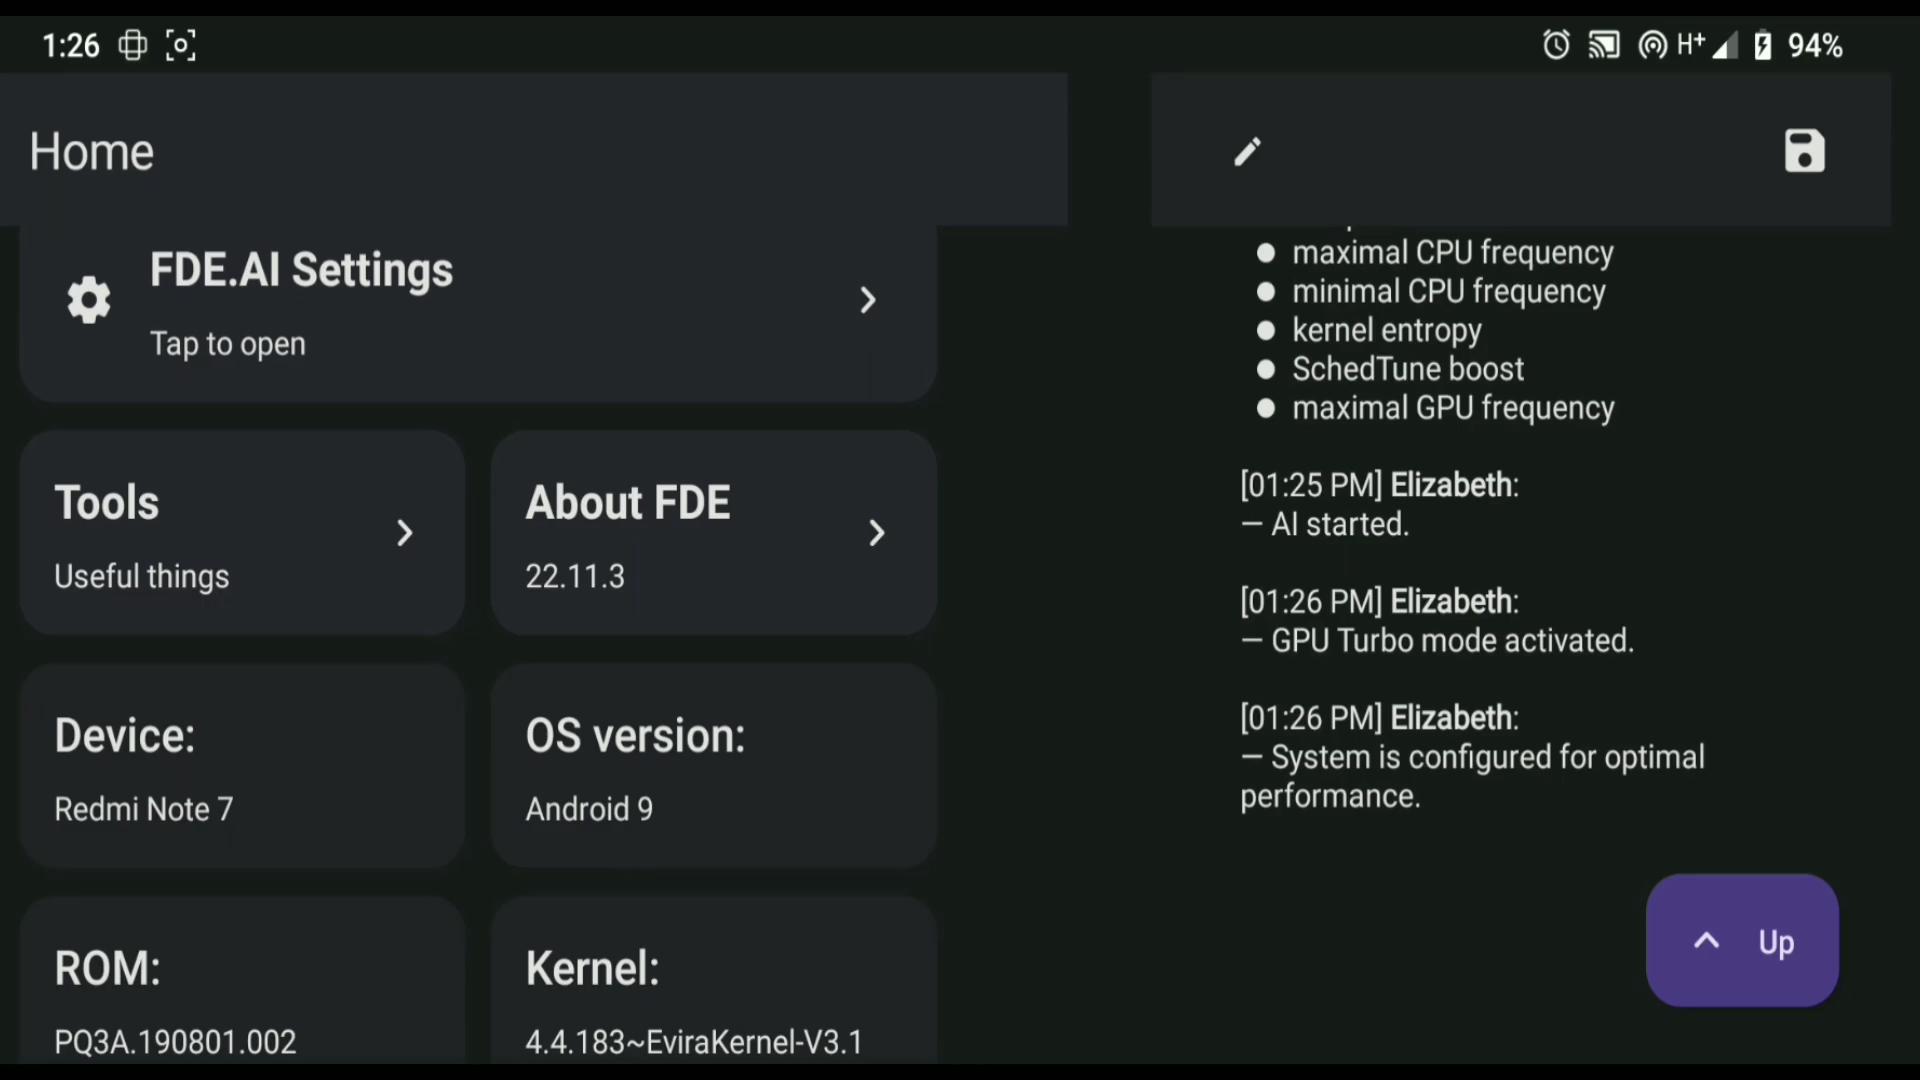 1:26
H+
94%
Home
FDE.AI Settings
Tap to open
Tools
Useful things
About FDE
22.11.3
Device:
Redmi Note 7
OS version:
Android 9
ROM:
PQ3A.190801.002
Kernel:
4.4.183~EviraKernel-V3.1
● maximal CPU frequency
● minimal CPU frequency
● kernel entropy
● SchedTune boost
● maximal GPU frequency
[01:25 PM] Elizabeth:
– AI started.
[01:26 PM] Elizabeth:
– GPU Turbo mode activated.
[01:26 PM] Elizabeth:
– System is configured for optimal
performance.
Up